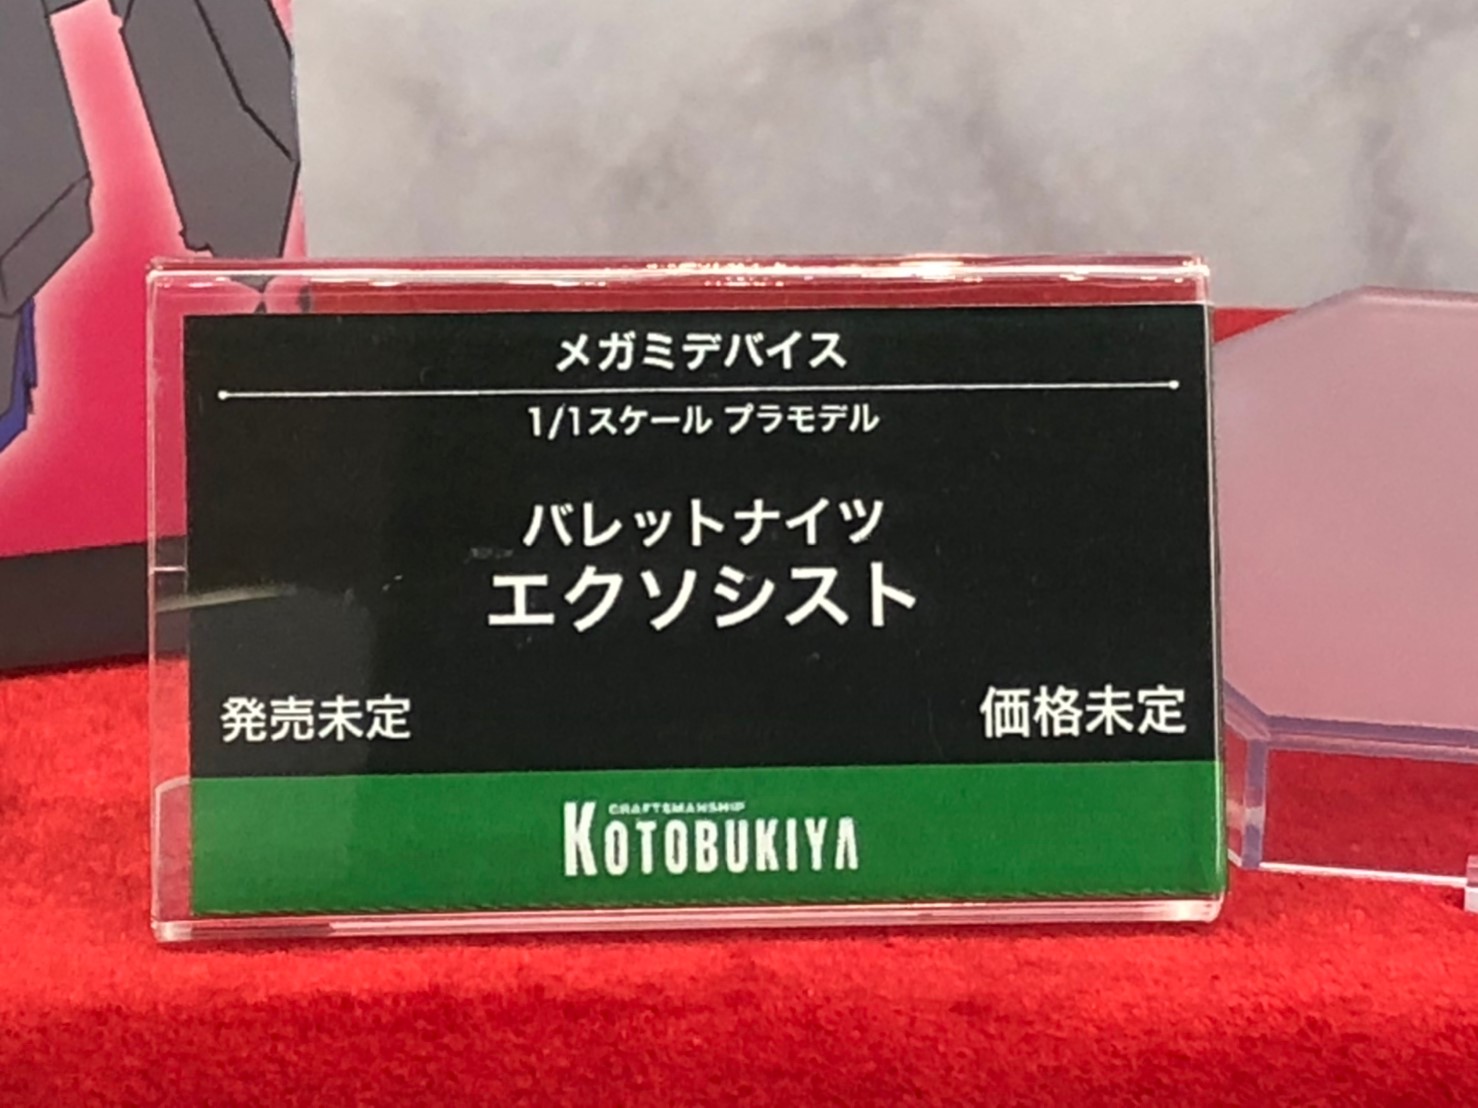 メガミデバイス
1/1スケール プラモデル
バレットナイツ
エクソシスト
発売未定
価格未定
CRAFTSMANSHIP
KOTOBUKIYA